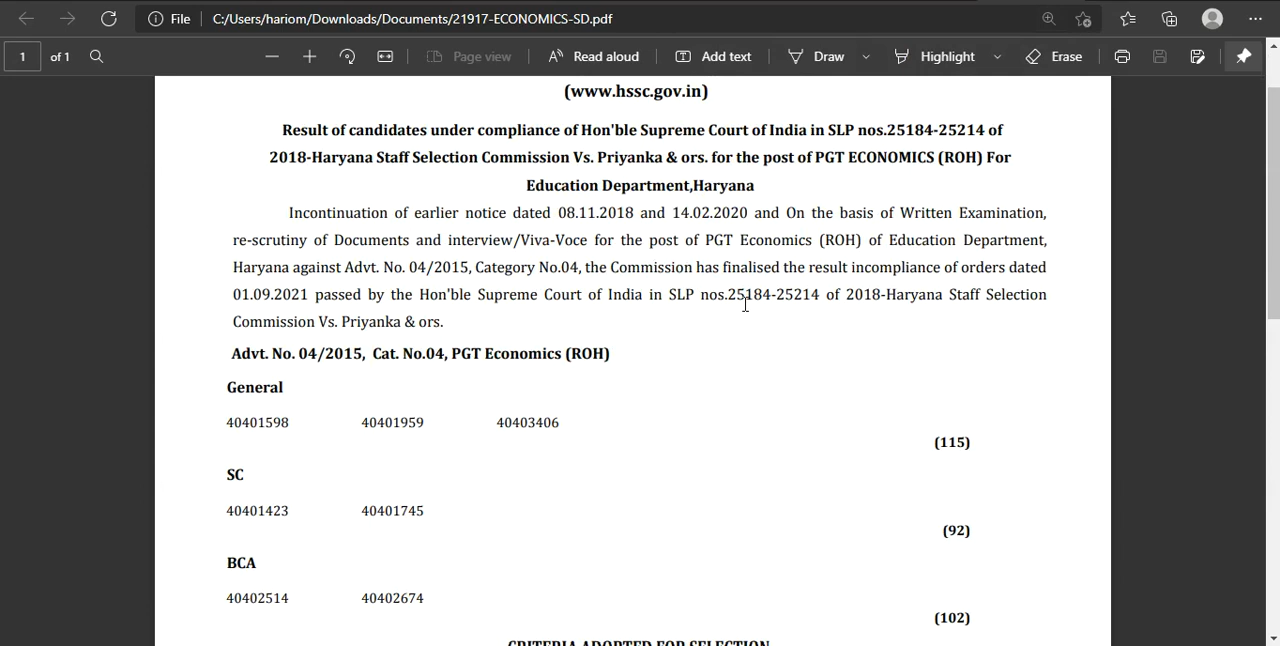 File C:/Users/hariom/Downloads/Documents/21917-ECONOMICS-SD.pdf
1 of 1 Page view Read aloud Add text Draw Highlight Erase
(www.hssc.gov.in)
Result of candidates under compliance of Hon'ble Supreme Court of India in SLP nos.25184-25214 of
2018-Haryana Staff Selection Commission Vs. Priyanka & ors. for the post of PGT ECONOMICS (ROH) For
Education Department,Haryana
Incontinuation of earlier notice dated 08.11.2018 and 14.02.2020 and On the basis of Written Examination,
re-scrutiny of Documents and interview/Viva-Voce for the post of PGT Economics (ROH) of Education Department,
Haryana against Advt. No. 04/2015, Category No.04, the Commission has finalised the result incompliance of orders dated
01.09.2021 passed by the Hon'ble Supreme Court of India in SLP nos.25184-25214 of 2018-Haryana Staff Selection
Commission Vs. Priyanka & ors.
Advt. No. 04/2015, Cat. No.04, PGT Economics (ROH)
General
40401598 40401959 40403406
(115)
SC
40401423 40401745
(92)
BCA
40402514 40402674
(102)
CRITERIA ADOPTED FOR SELECTION